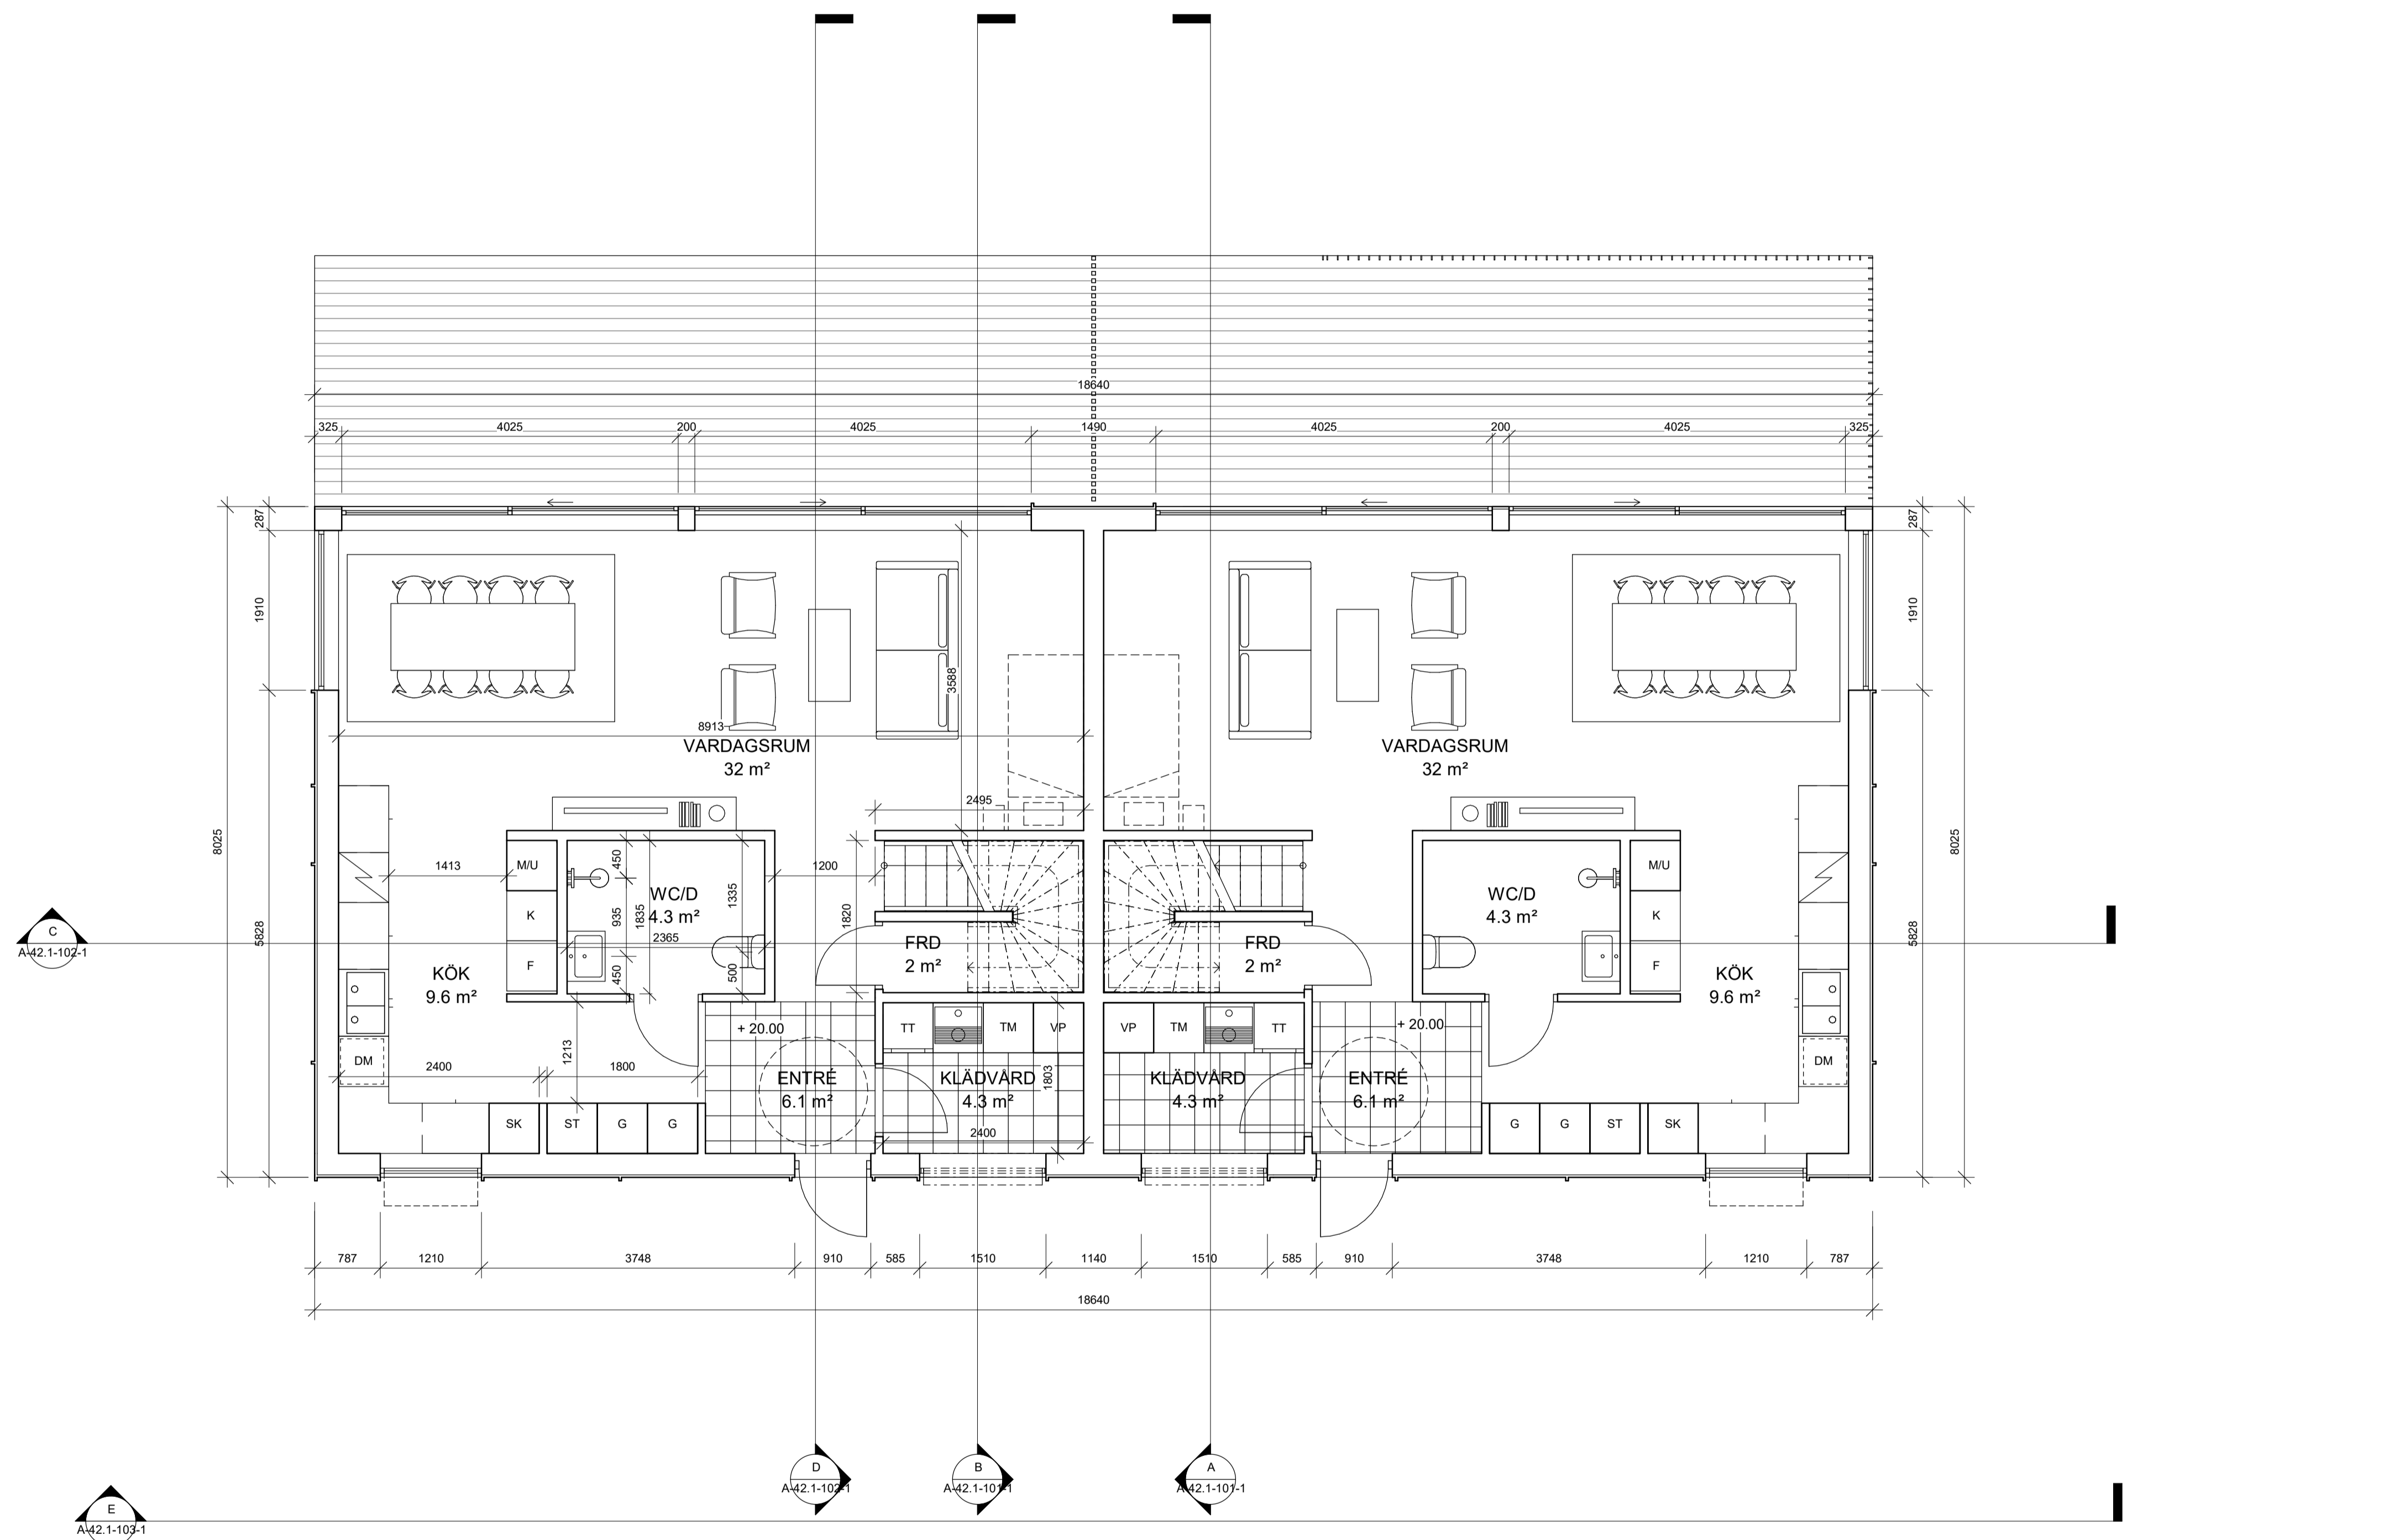 18640
325 4025 200 4025 1490 4025 200 4025 325
287 287
1910 1910
3588
8913
VARDAGSRUM VARDAGSRUM
32 m² 32 m²
2495
8025 8025
5828 5828
1413 M/U 450 1335 1200 M/U
WC/D WC/D
4.3 m² 4.3 m²
K 935 1835 1820 K
2365
FRD FRD
2 m² 2 m²
F 450 500 F
KÖK KÖK
9.6 m² 9.6 m²
C
A-42.1-102-1
+ 20.00 TT TM VP VP TM TT + 20.00
DM 1213 DM
2400 1800
ENTRÉ KLÄDVÅRD 1803 KLÄDVÅRD ENTRÉ
6.1 m² 4.3 m² 4.3 m² 6.1 m²
SK ST G G G G ST SK
2400
787 1210 3748 910 585 1510 1140 1510 585 910 3748 1210 787
18640
D B A
A-42.1-102-1 A-42.1-101-1 A-42.1-101-1
E
A-42.1-103-1